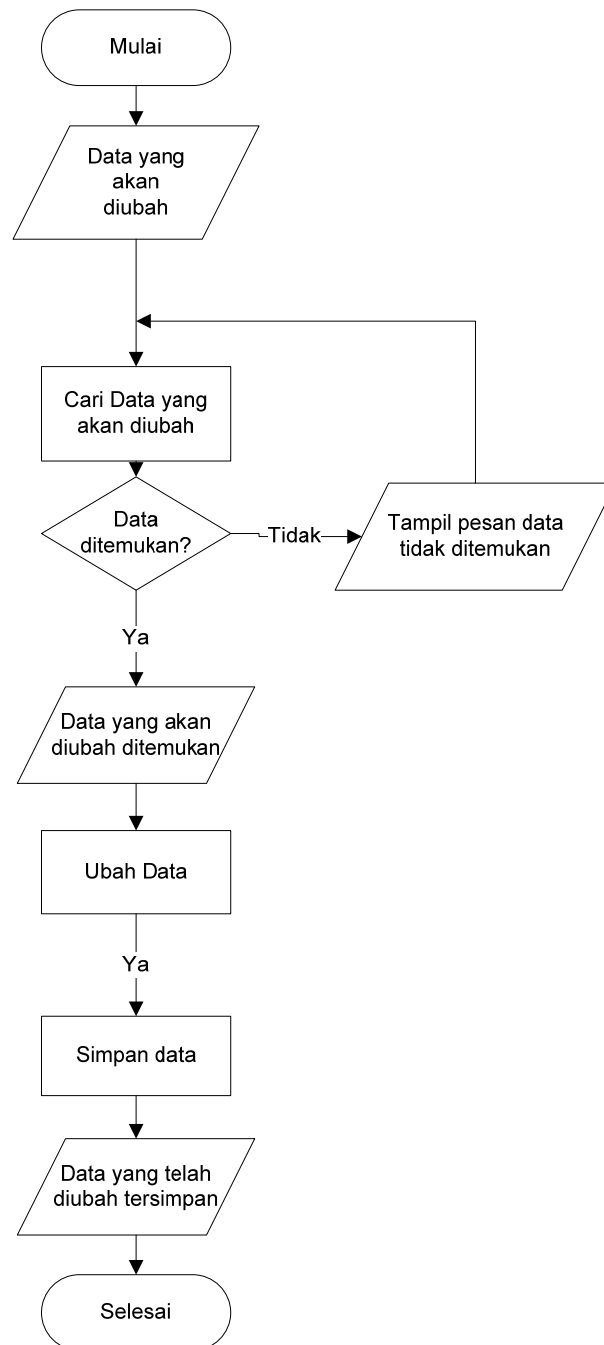 Mulai
Data yang
akan
diubah
Cari Data yang
akan diubah
Data
ditemukan?
Tidak
Tampil pesan data
tidak ditemukan
Ya
Data yang akan
diubah ditemukan
Ubah Data
Ya
Simpan data
Data yang telah
diubah tersimpan
Selesai